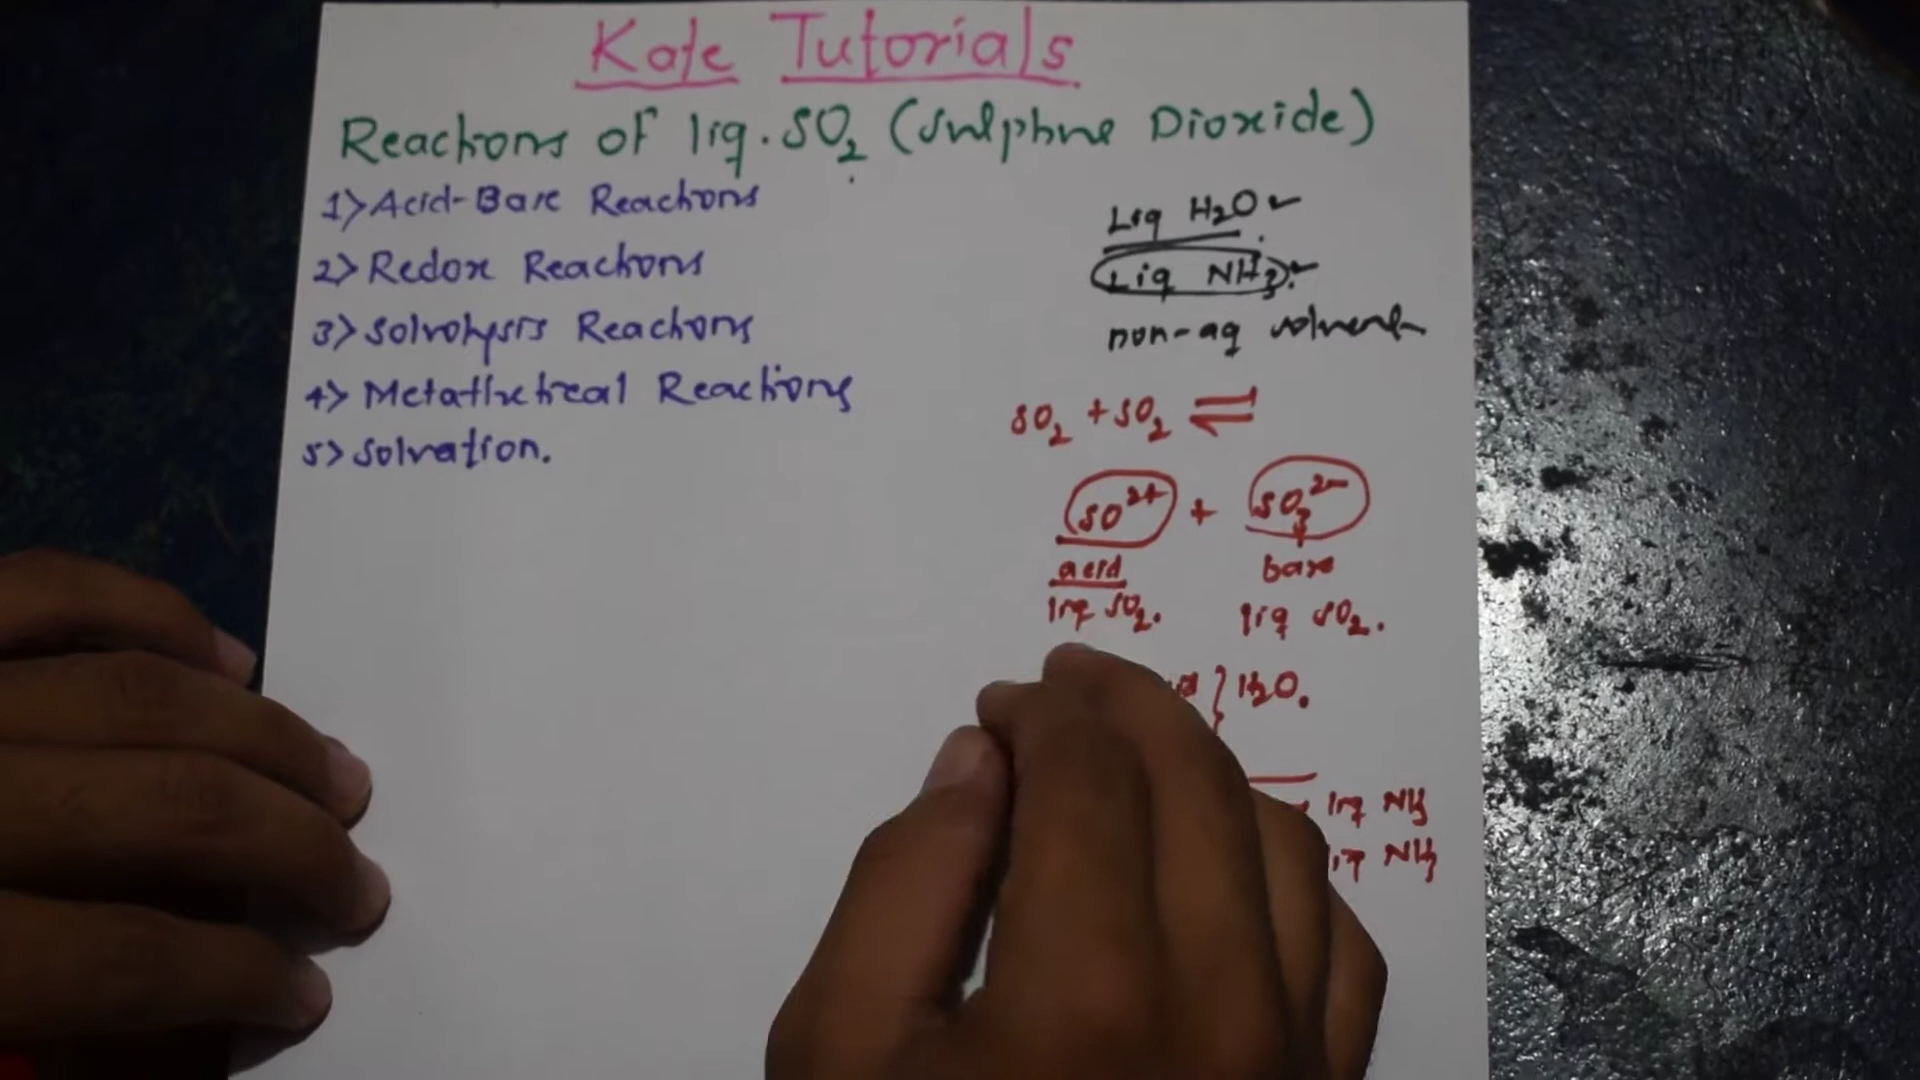 Kate Tutorials
Reactions of liq. SO2 (Sulphur Dioxide)
1) Acid-Base Reactions
2) Redox Reactions
3) Solvolysis Reactions
4) Metathetical Reactions
5) Solvation.
Liq H2O
Liq NH3
non-aq solvent
SO2 + SO2 ⇌
SO²⁺ + SO3²⁻
acid base
liq SO2. liq SO2.
} H2O.
liq NH3
liq NH3